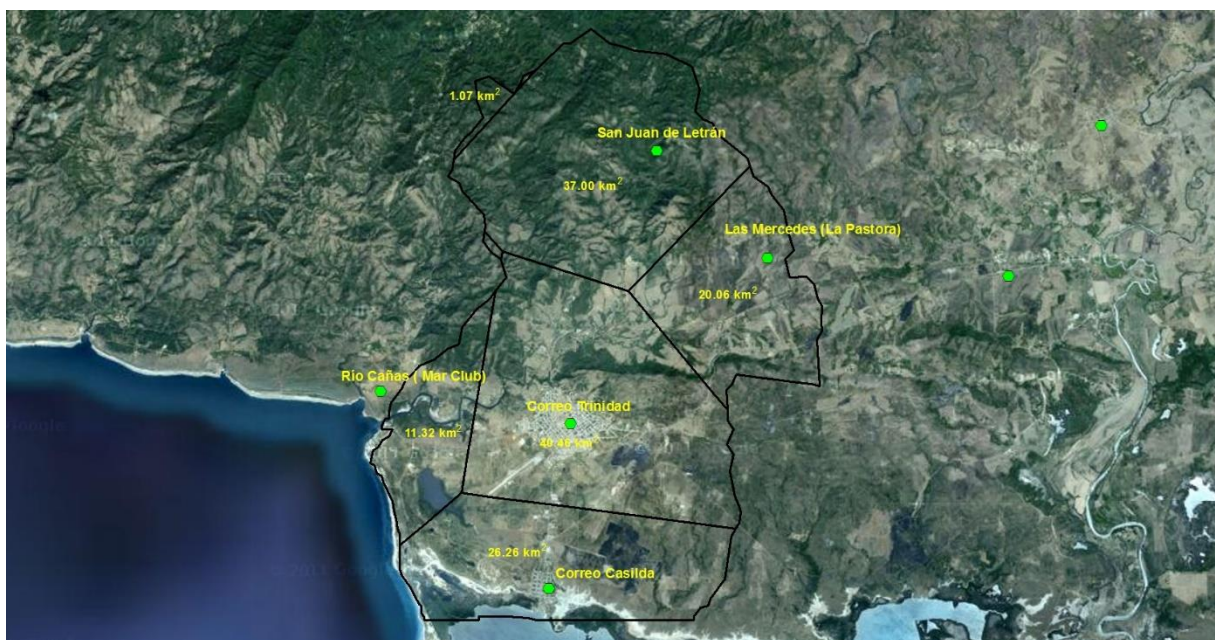 1.07 km²
San Juan de Letrán
37.00 km²
Las Mercedes (La Pastora)
20.06 km²
Rio Cañas ( Mar Club)
Correo Trinidad
11.32 km²
26.26 km²
Correo Casilda